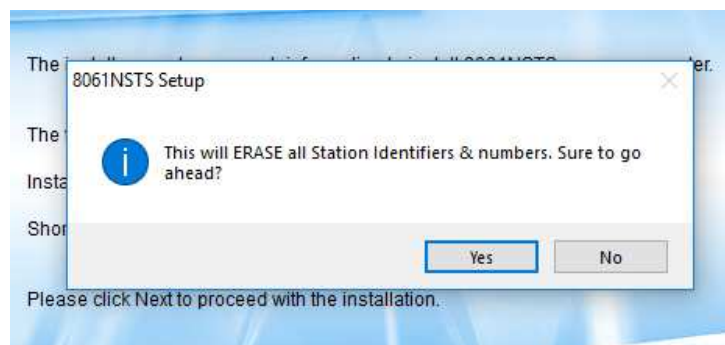 The
er.
8061NSTS Setup
The
This will ERASE all Station Identifiers & numbers. Sure to go
ahead?
Insta
Shor
Yes
No
Please click Next to proceed with the installation.